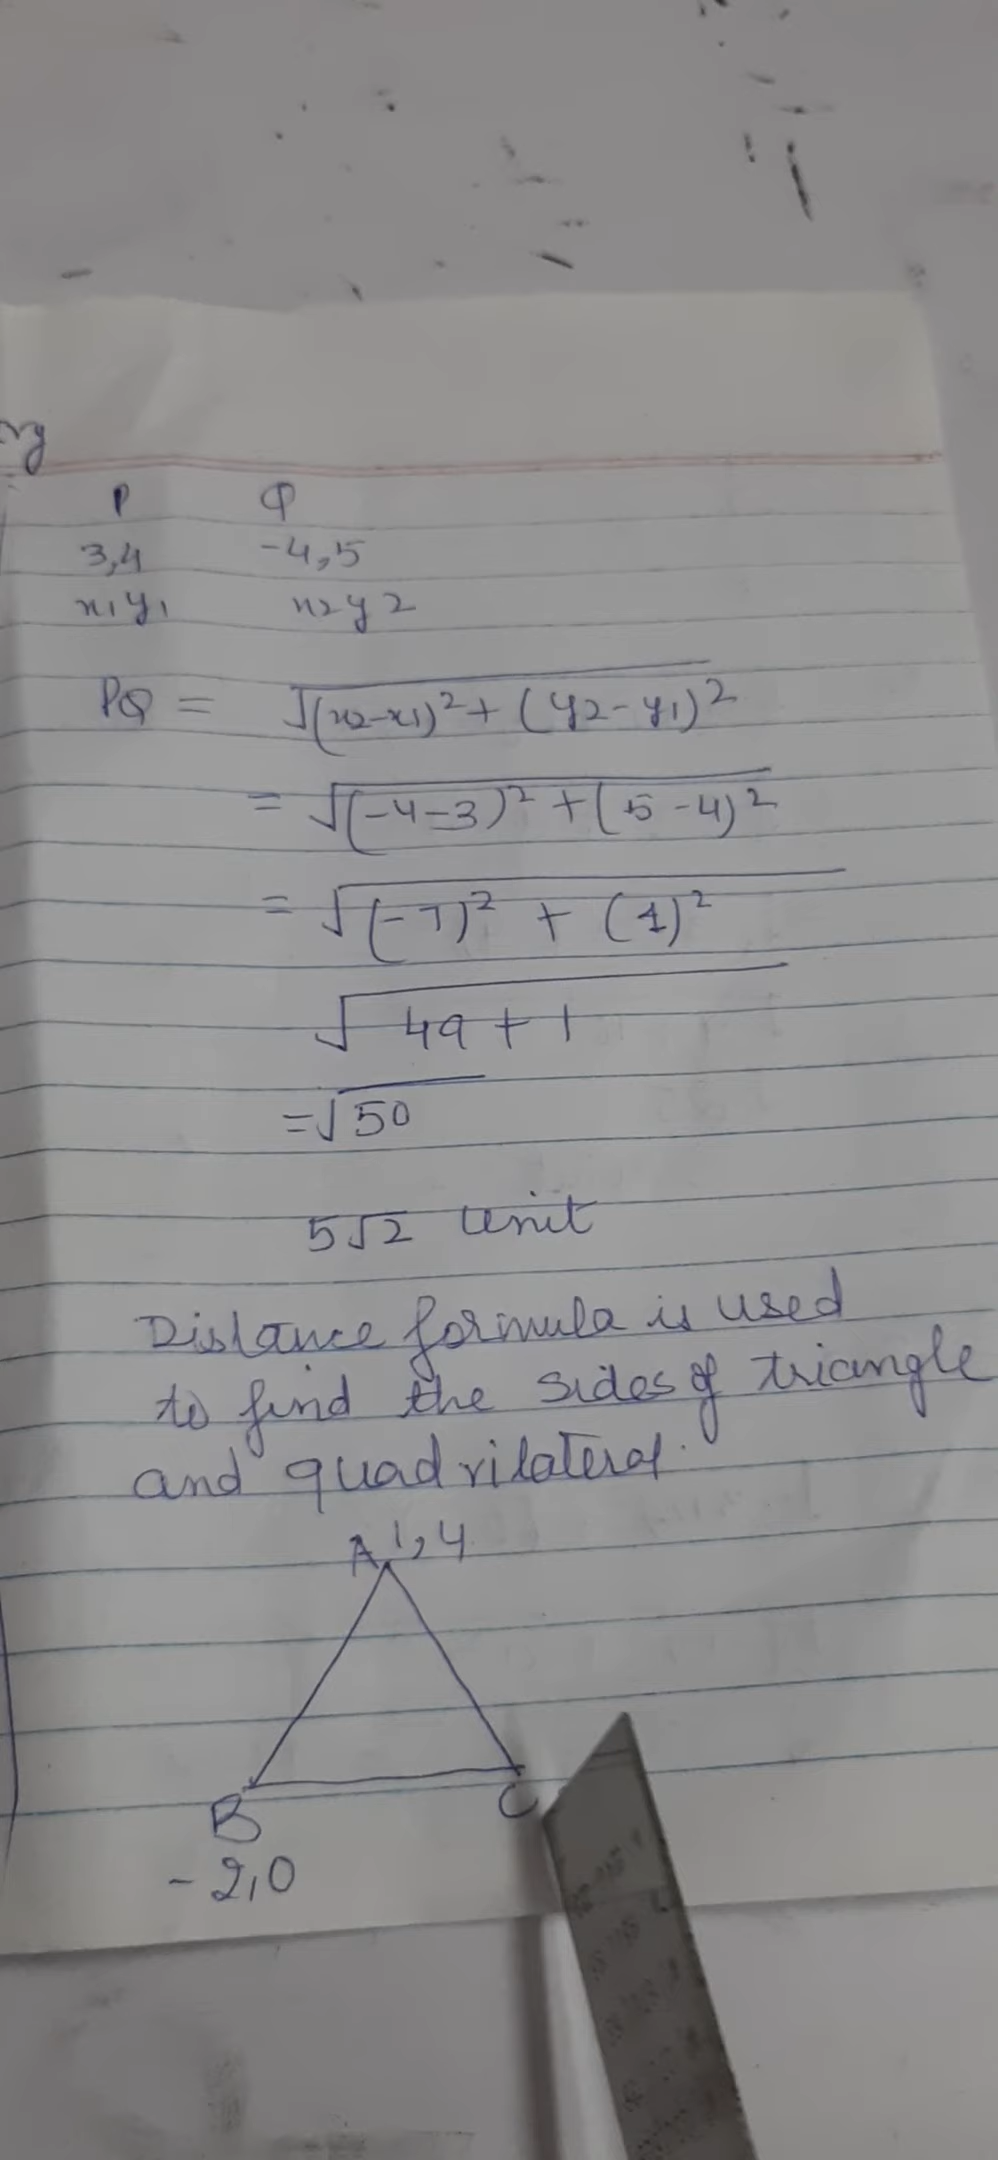 P Q
3,4 -4,5
x1y1 x2y2
PQ = √(x2-x1)² + (y2-y1)²
= √(-4-3)² + (5-4)²
= √(-7)² + (1)²
√49+1
=√50
5√2 Unit
Distance formula is used
to find the sides of triangle
and quadrilateral.
A 1,4
B C
-2,0